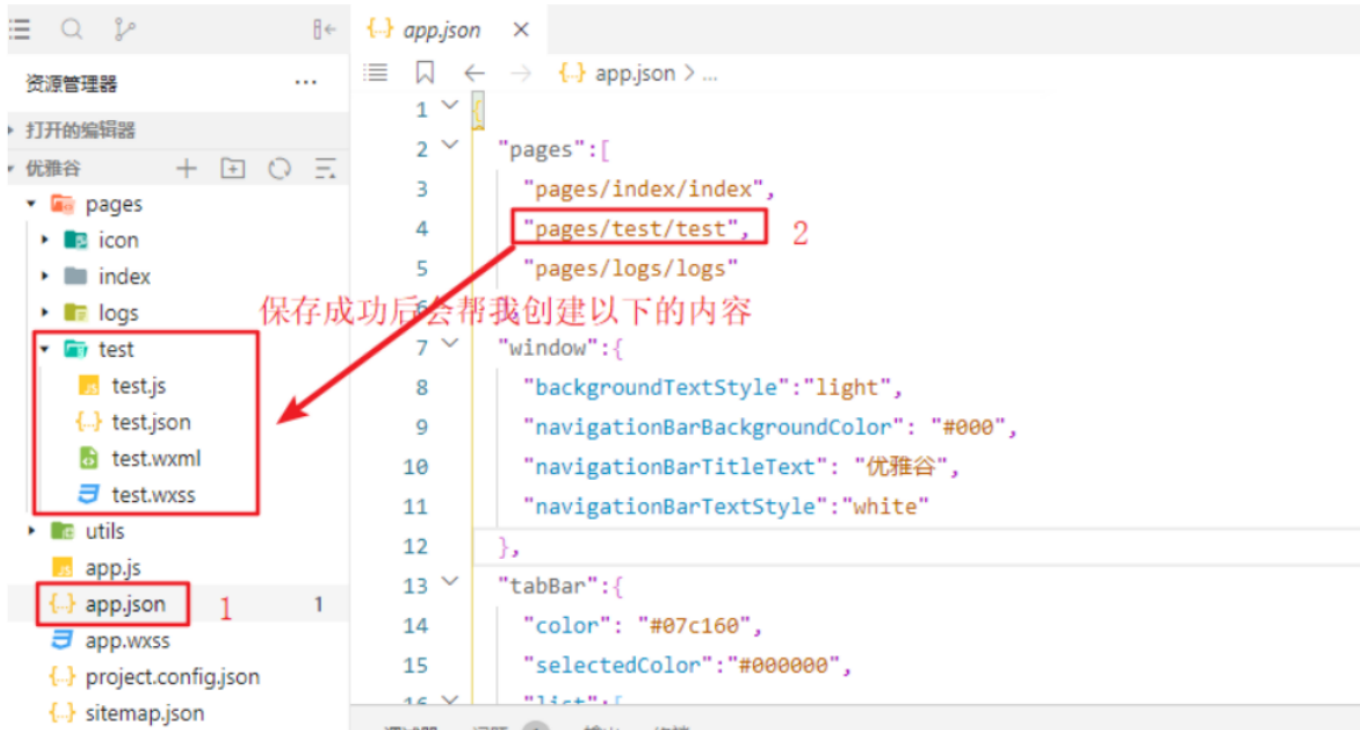 app.json
资源管理器
app.json > ...
打开的编辑器
优雅谷
pages
icon
index
logs
test
test.js
test.json
test.wxml
test.wxss
utils
app.js
app.json 1
1
app.wxss
project.config.json
sitemap.json
1 {
2 "pages":[
3 "pages/index/index",
4 "pages/test/test", 2
5 "pages/logs/logs"
保存成功后会帮我创建以下的内容
6
7 "window":{
8 "backgroundTextStyle":"light",
9 "navigationBarBackgroundColor": "#000",
10 "navigationBarTitleText": "优雅谷",
11 "navigationBarTextStyle":"white"
12 },
13 "tabBar":{
14 "color": "#07c160",
15 "selectedColor":"#000000",
16 "list":[